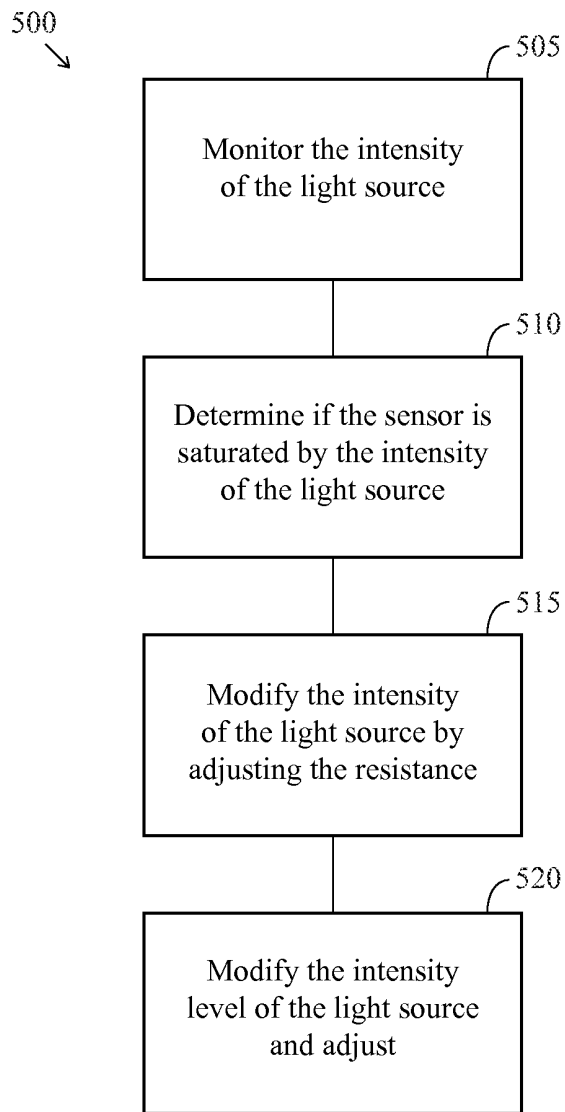 500
505
Monitor the intensity
of the light source
510
Determine if the sensor is
saturated by the intensity
of the light source
515
Modify the intensity
of the light source by
adjusting the resistance
520
Modify the intensity
level of the light source
and adjust